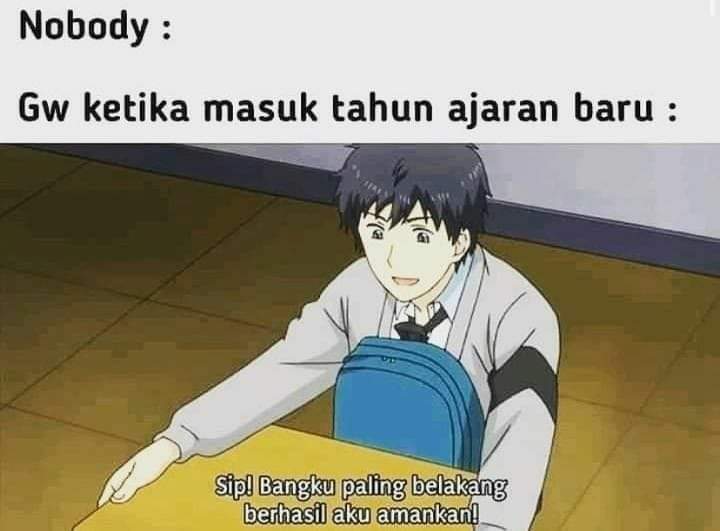 Nobody :
Gw ketika masuk tahun ajaran baru :
Sip! Bangku paling belakang
berhasil aku amankan!